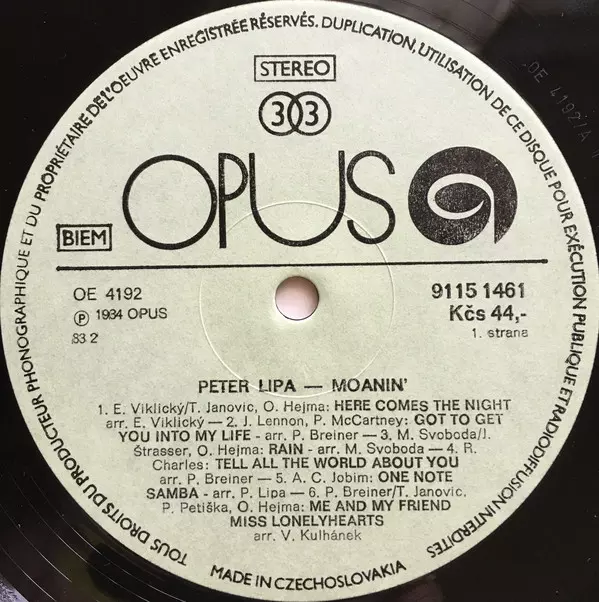 TOUS DROITS DU PRODUCTEUR PHONOGRAPHIQUE ET DU PROPRIÉTAIRE DE L'OEUVRE ENREGISTRÉE RÉSERVÉS. DUPLICATION, UTILISATION DE CE DISQUE POUR EXÉCUTION PUBLIQUE ET RADIODIFFUSION INTERDITES
STEREO
33
OPUS
BIEM
OE 4192
9115 1461
℗ 1984 OPUS
Kčs 44,-
83 2
1. strana
PETER LIPA — MOANIN'
1. E. Viklický/T. Janovic, O. Hejma: HERE COMES THE NIGHT
arr. E. Viklický – 2. J. Lennon, P. McCartney: GOT TO GET
YOU INTO MY LIFE - arr. P. Breiner – 3. M. Svoboda/J.
Štrasser, O. Hejma: RAIN - arr. M. Svoboda – 4. R.
Charles: TELL ALL THE WORLD ABOUT YOU
arr. P. Breiner – 5. A. C. Jobim: ONE NOTE
SAMBA - arr. P. Lipa – 6. P. Breiner/T. Janovic,
P. Petiška, O. Hejma: ME AND MY FRIEND
MISS LONELYHEARTS
arr. V. Kulhánek
MADE IN CZECHOSLOVAKIA
OE 4192/A